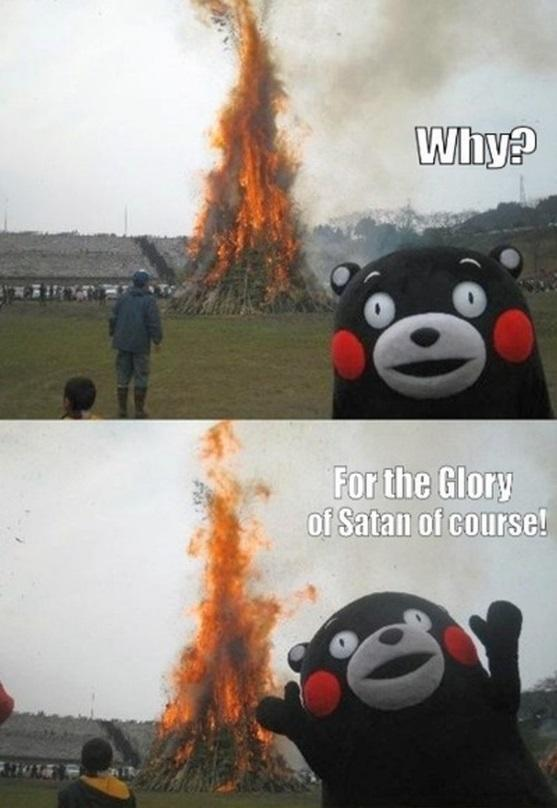 Why?
For the Glory
of Satan of course!